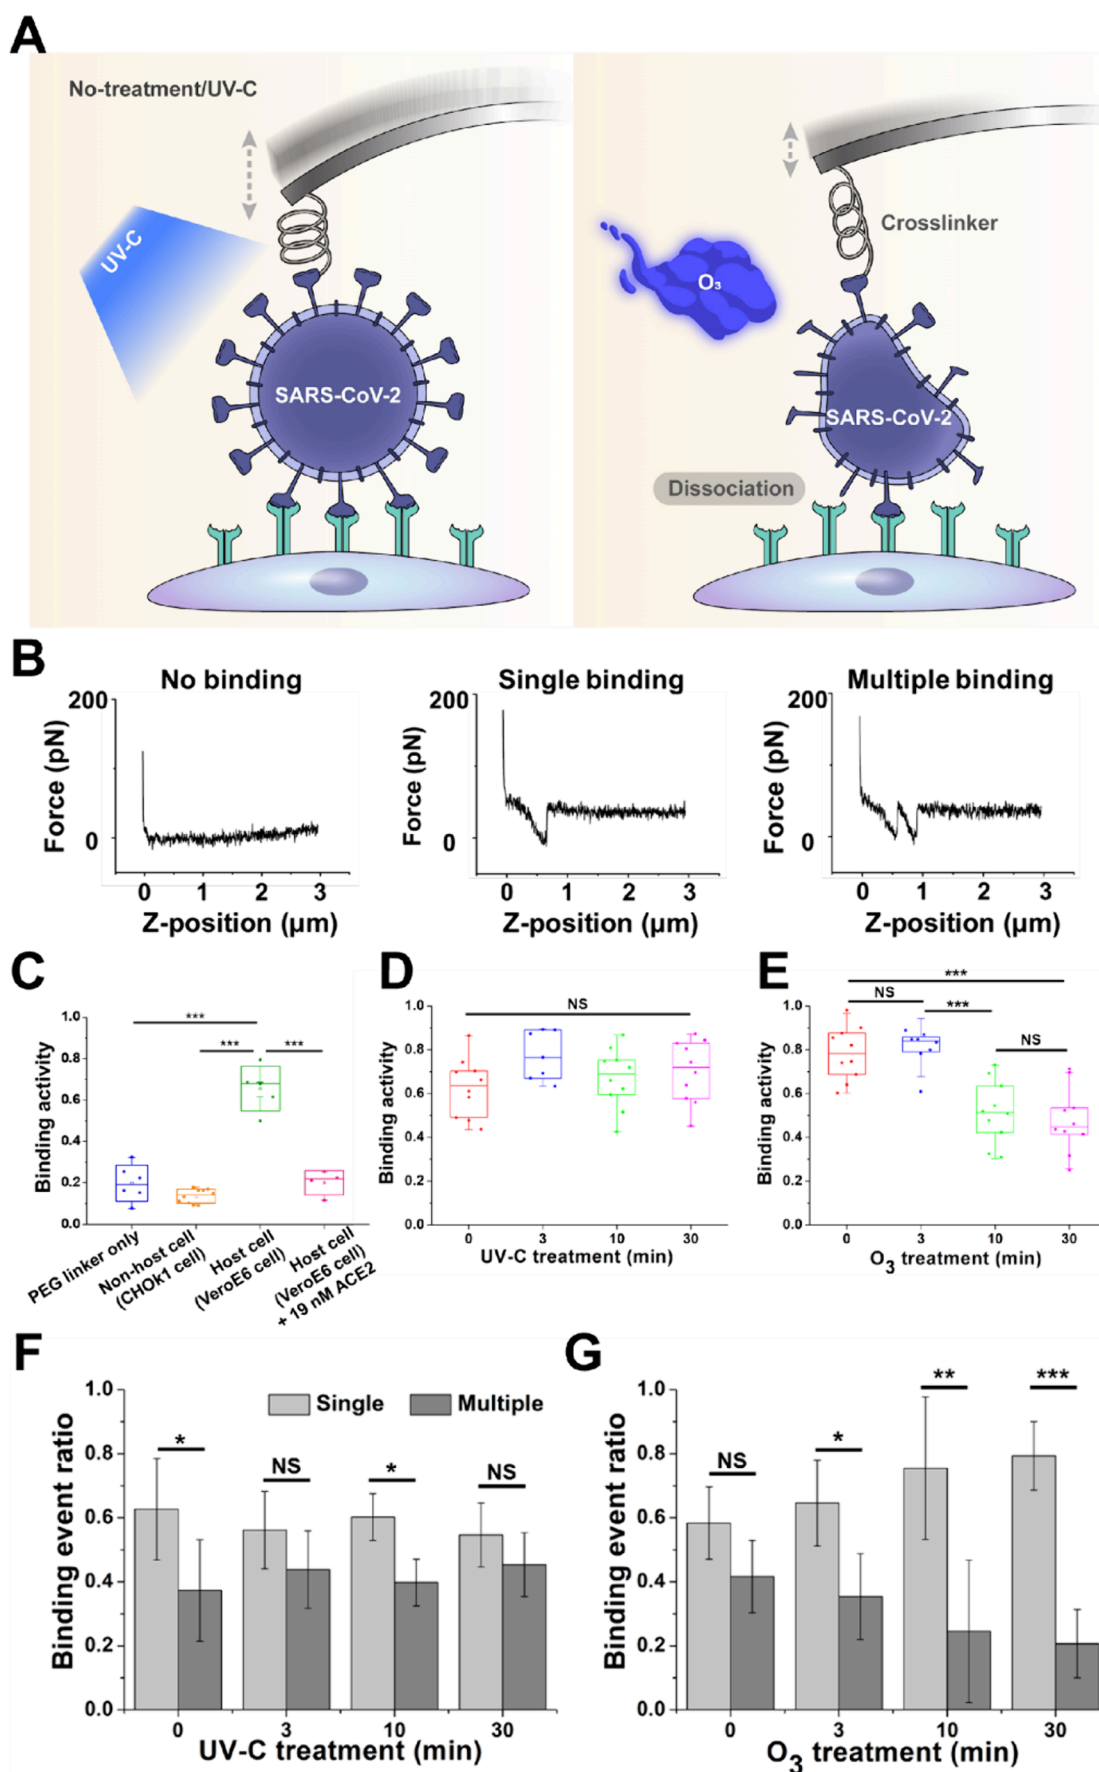 A
No-treatment/UV-C
UV-C
SARS-CoV-2
Crosslinker
O₃
SARS-CoV-2
Dissociation
B
No binding
Single binding
Multiple binding
200
0
Force (pN)
0 1 2 3
Z-position (µm)
200
0
Force (pN)
0 1 2 3
Z-position (µm)
200
0
Force (pN)
0 1 2 3
Z-position (µm)
C
***
*** ***
1.0
0.8
0.6
0.4
0.2
0.0
Binding activity
PEG linker only
Non-host cell
(CHOk1 cell)
Host cell
(VeroE6 cell)
Host cell
(VeroE6 cell)
+ 19 nM ACE2
D
NS
1.0
0.8
0.6
0.4
0.2
0.0
Binding activity
0 3 10 30
UV-C treatment (min)
E
***
NS
***
NS
1.0
0.8
0.6
0.4
0.2
0.0
Binding activity
0 3 10 30
O₃ treatment (min)
F
Single Multiple
* NS * NS
1.0
0.8
0.6
0.4
0.2
0.0
Binding event ratio
0 3 10 30
UV-C treatment (min)
G
NS * ** ***
1.0
0.8
0.6
0.4
0.2
0.0
Binding event ratio
0 3 10 30
O₃ treatment (min)